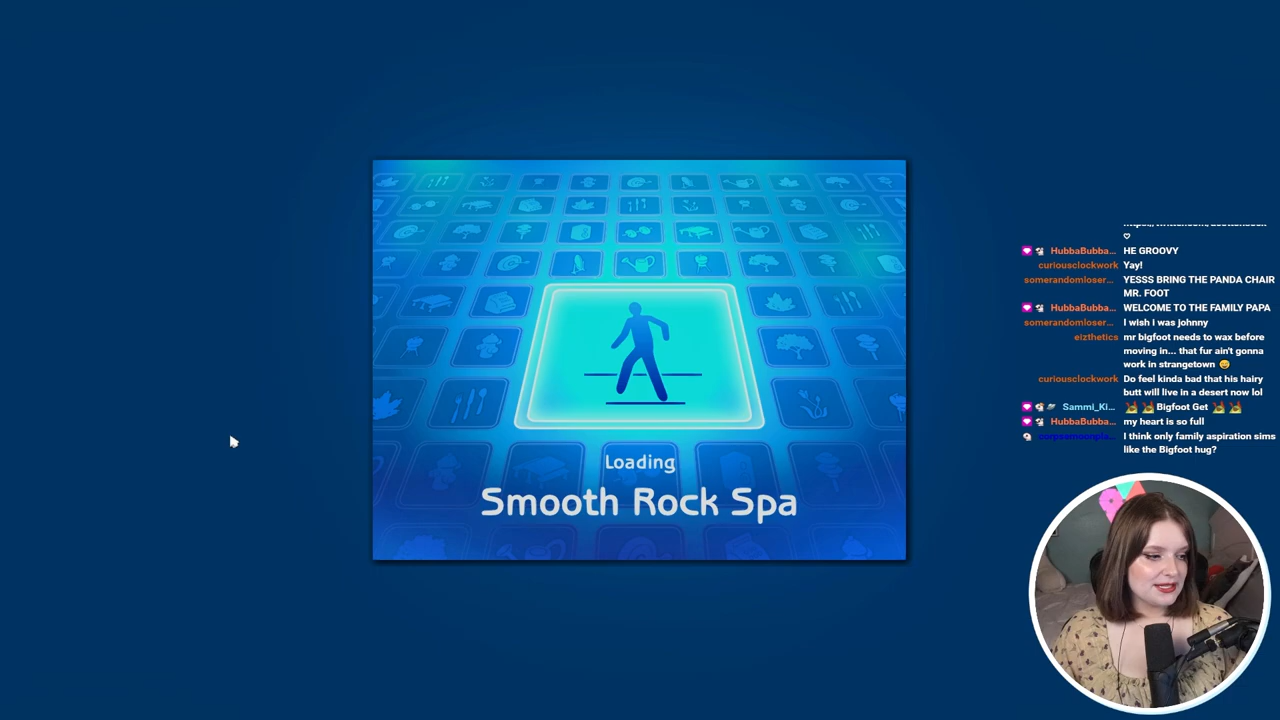 Loading
Smooth Rock Spa
♡
HubbaBubba... HE GROOVY
curiousclockwork Yay!
somerandomloser... YESSS BRING THE PANDA CHAIR
MR. FOOT
HubbaBubba... WELCOME TO THE FAMILY PAPA
somerandomloser... I wish I was johnny
eizthetics mr bigfoot needs to wax before
moving in... that fur ain't gonna
work in strangetown 😅
curiousclockwork Do feel kinda bad that his hairy
butt will live in a desert now lol
Sammi_Ki... Bigfoot Get
HubbaBubba... my heart is so full
I think only family aspiration sims
like the Bigfoot hug?